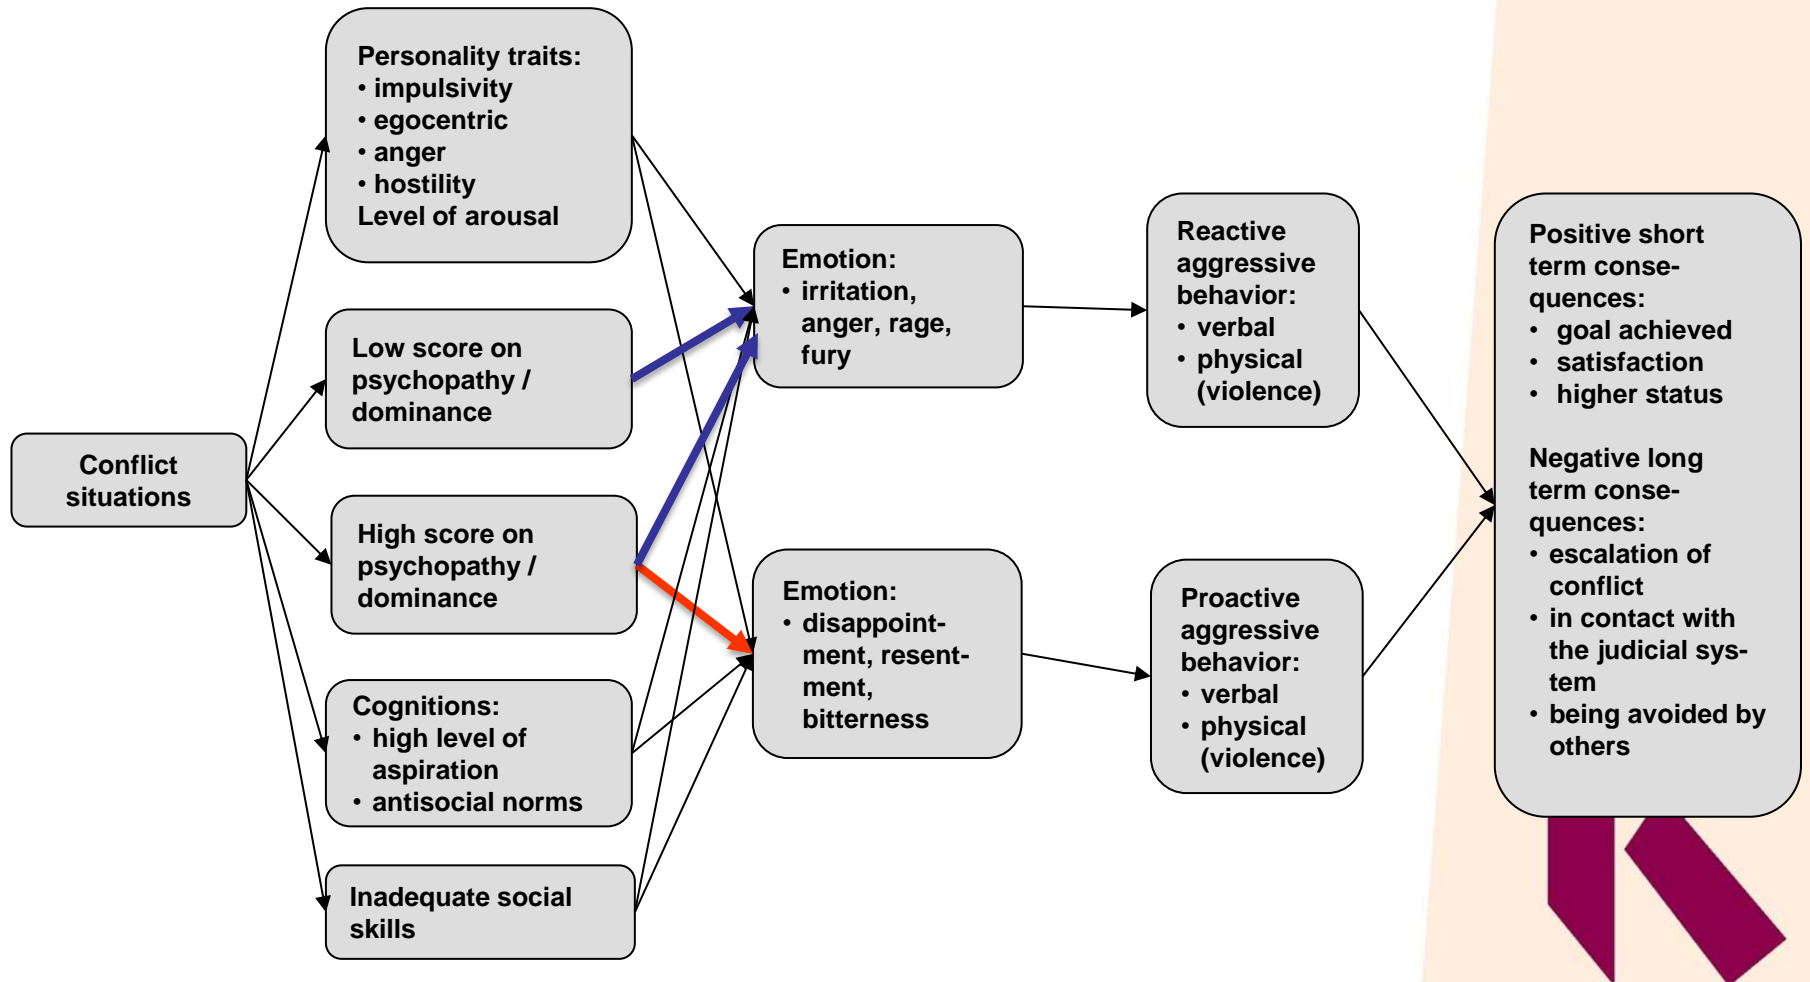 Conflict
situations
Personality traits:
• impulsivity
• egocentric
• anger
• hostility
Level of arousal
Low score on
psychopathy /
dominance
High score on
psychopathy /
dominance
Cognitions:
• high level of
aspiration
• antisocial norms
Inadequate social
skills
Emotion:
• irritation,
anger, rage,
fury
Emotion:
• disappoint-
ment, resent-
ment,
bitterness
Reactive
aggressive
behavior:
• verbal
• physical
(violence)
Proactive
aggressive
behavior:
• verbal
• physical
(violence)
Positive short
term conse-
quences:
• goal achieved
• satisfaction
• higher status
Negative long
term conse-
quences:
• escalation of
conflict
• in contact with
the judicial sys-
tem
• being avoided by
others